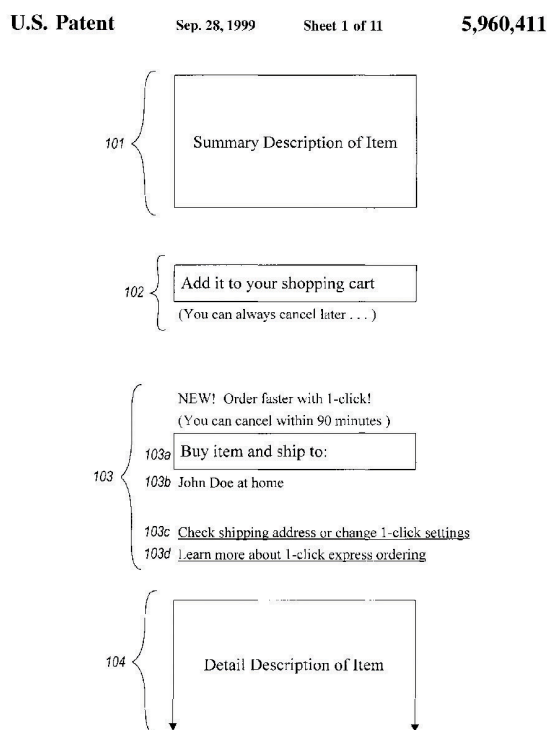 U.S. Patent Sep. 28, 1999 Sheet 1 of 11 5,960,411
101 Summary Description of Item
102 Add it to your shopping cart
(You can always cancel later . . . )
NEW! Order faster with 1-click!
(You can cancel within 90 minutes )
103a Buy item and ship to:
103 103b John Doe at home
103c Check shipping address or change 1-click settings
103d Learn more about 1-click express ordering
104 Detail Description of Item